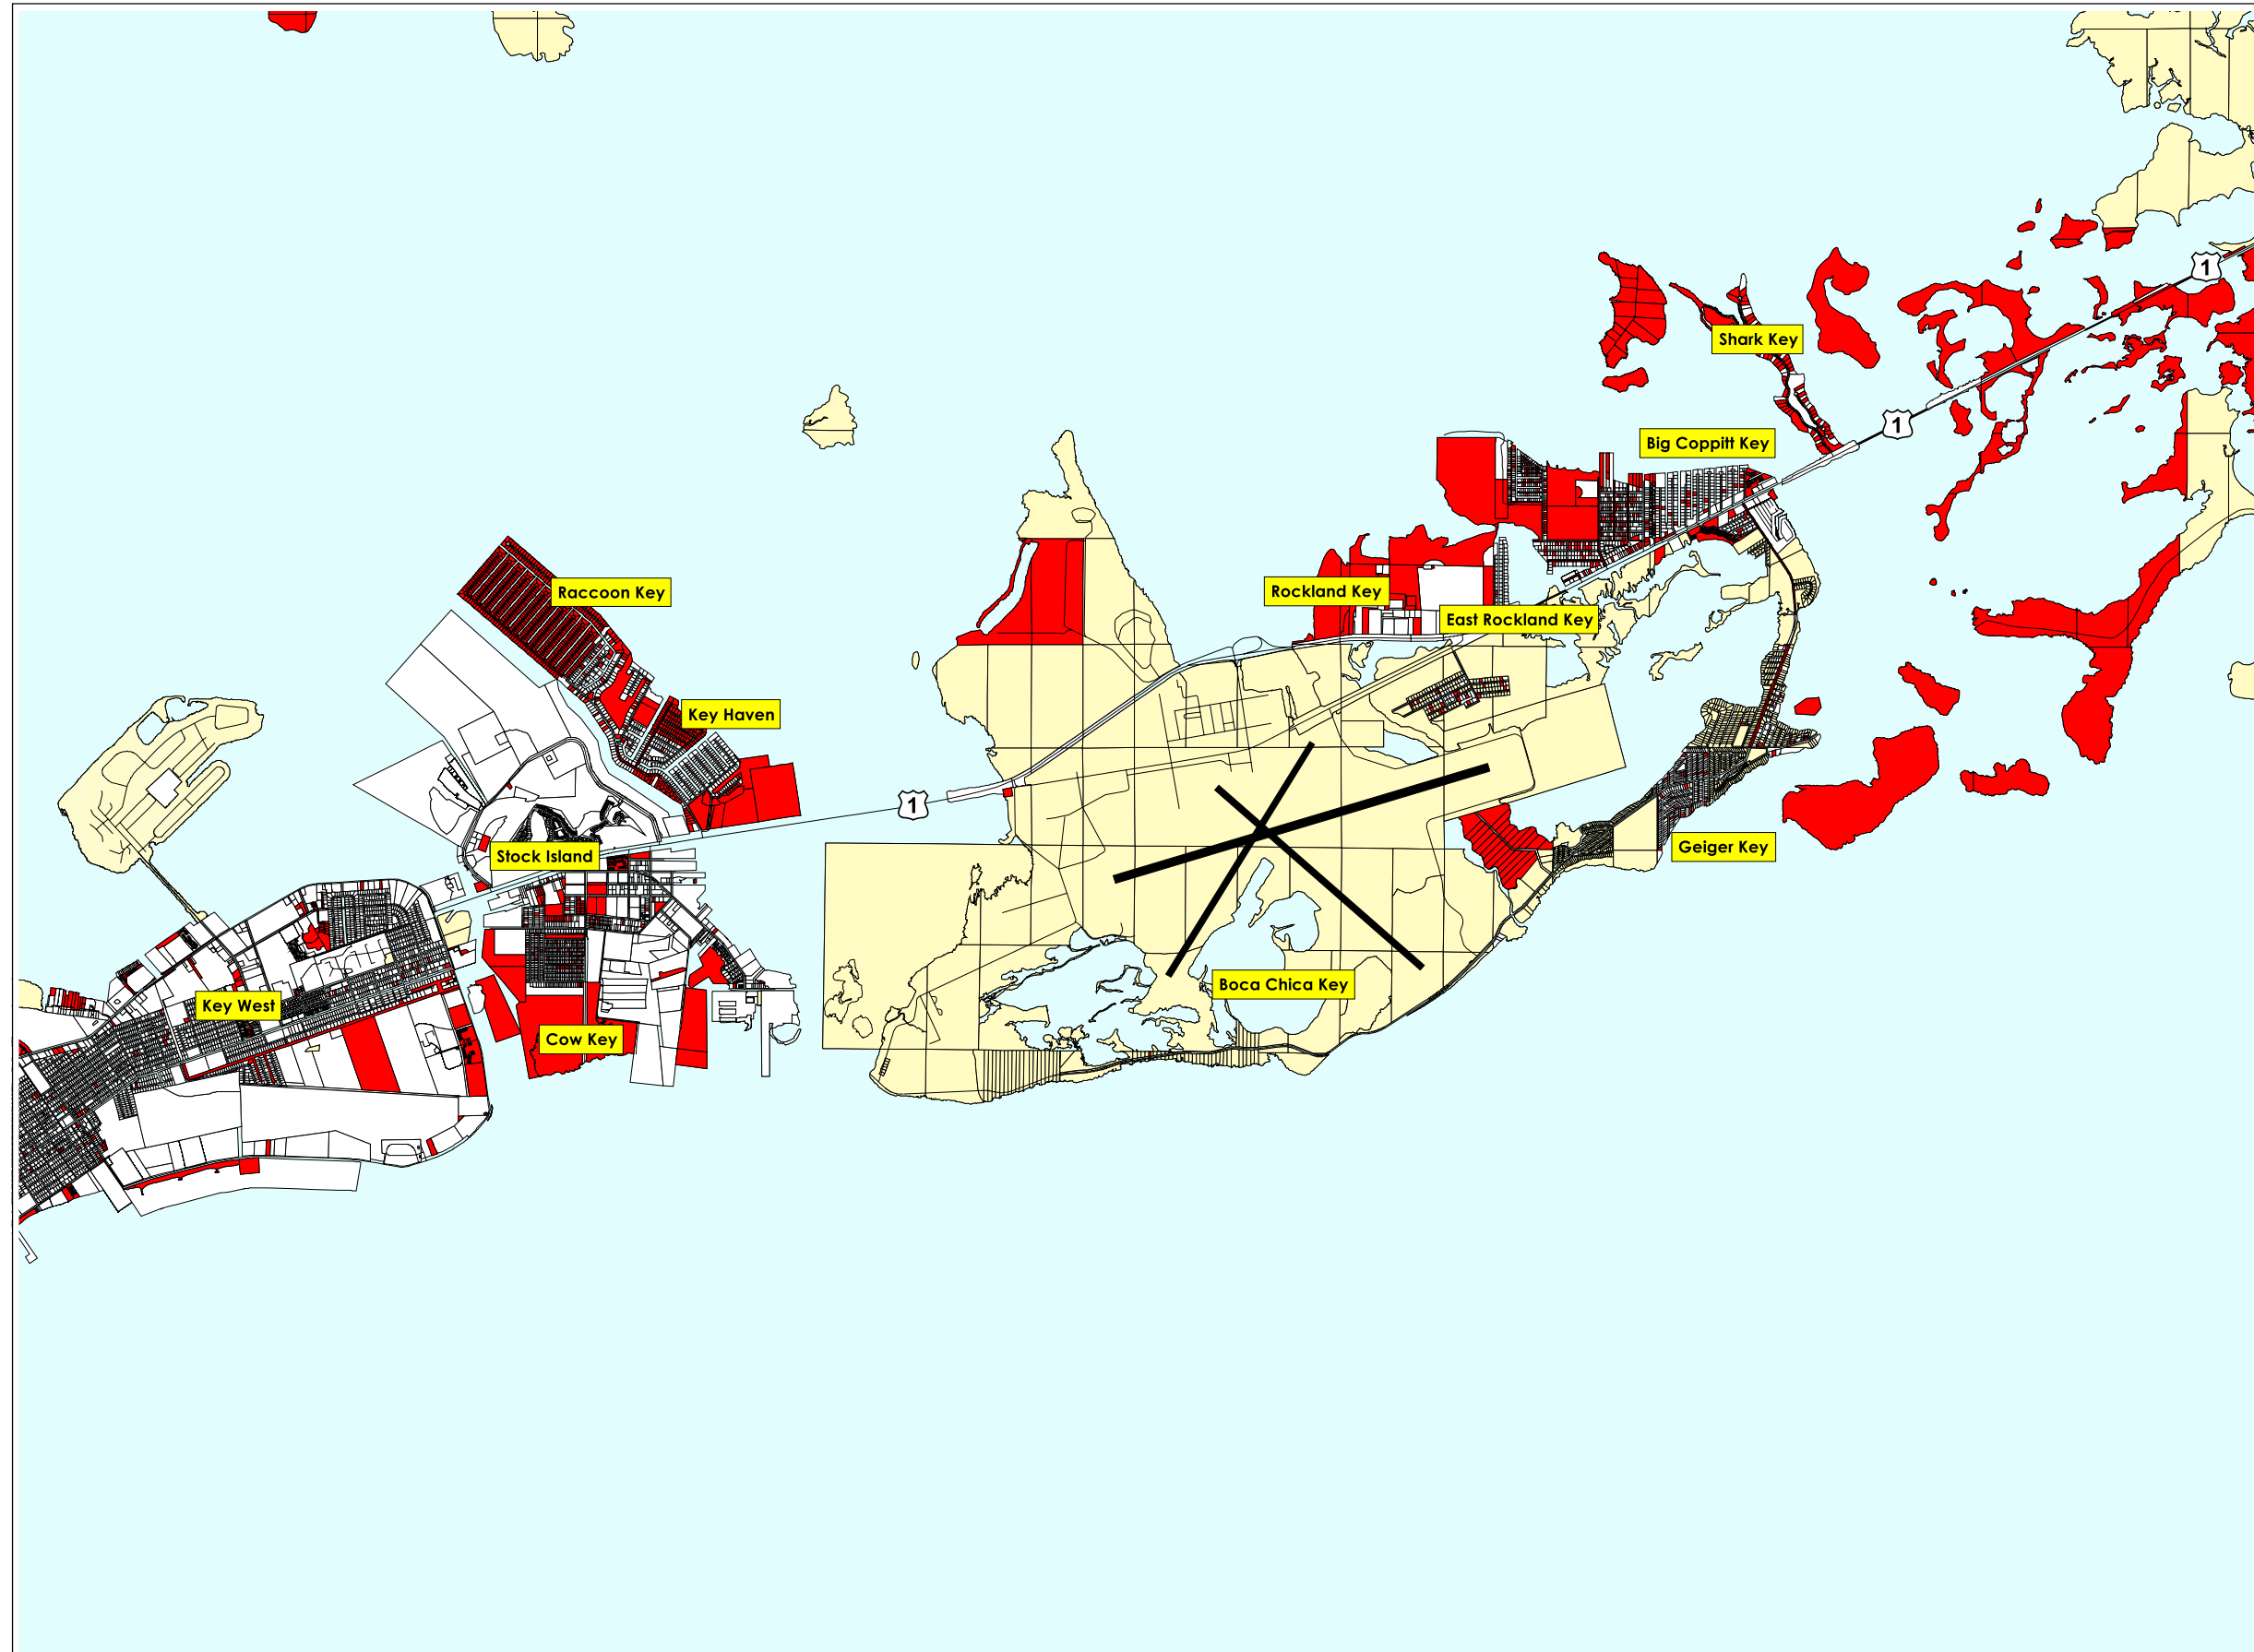 1
Shark Key
1
Big Coppitt Key
Raccoon Key
Rockland Key
East Rockland Key
Key Haven
1
Stock Island
Geiger Key
Boca Chica Key
Key West
Cow Key